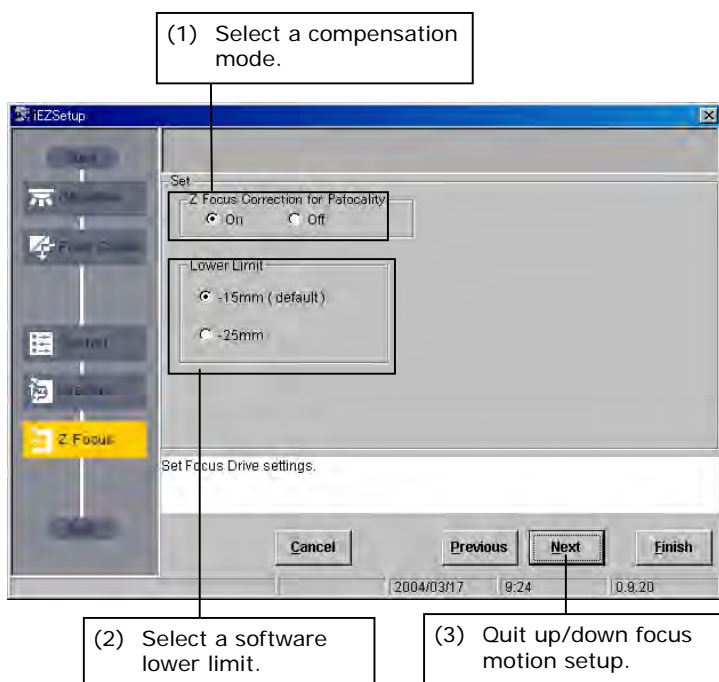 (1) Select a compensation
mode.
iEZSetup
Set
Z Focus Correction for Pafocality
On Off
Lower Limit
-15mm ( default )
-25mm
Z Focus
Set Focus Drive settings.
Cancel Previous Next Finish
2004/03/17 9:24 0.9.20
(2) Select a software
lower limit.
(3) Quit up/down focus
motion setup.